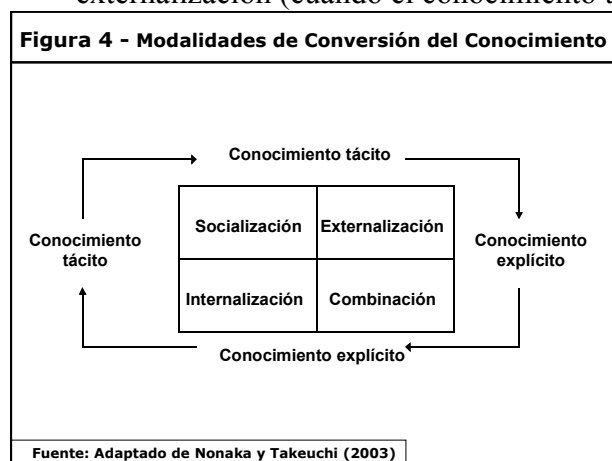 externalización (cuando el conocimiento
Figura 4 - Modalidades de Conversión del Conocimiento
Conocimiento tácito
Socialización Externalización
Conocimiento tácito
Conocimiento explícito
Internalización Combinación
Conocimiento explícito
Fuente: Adaptado de Nonaka y Takeuchi (2003)